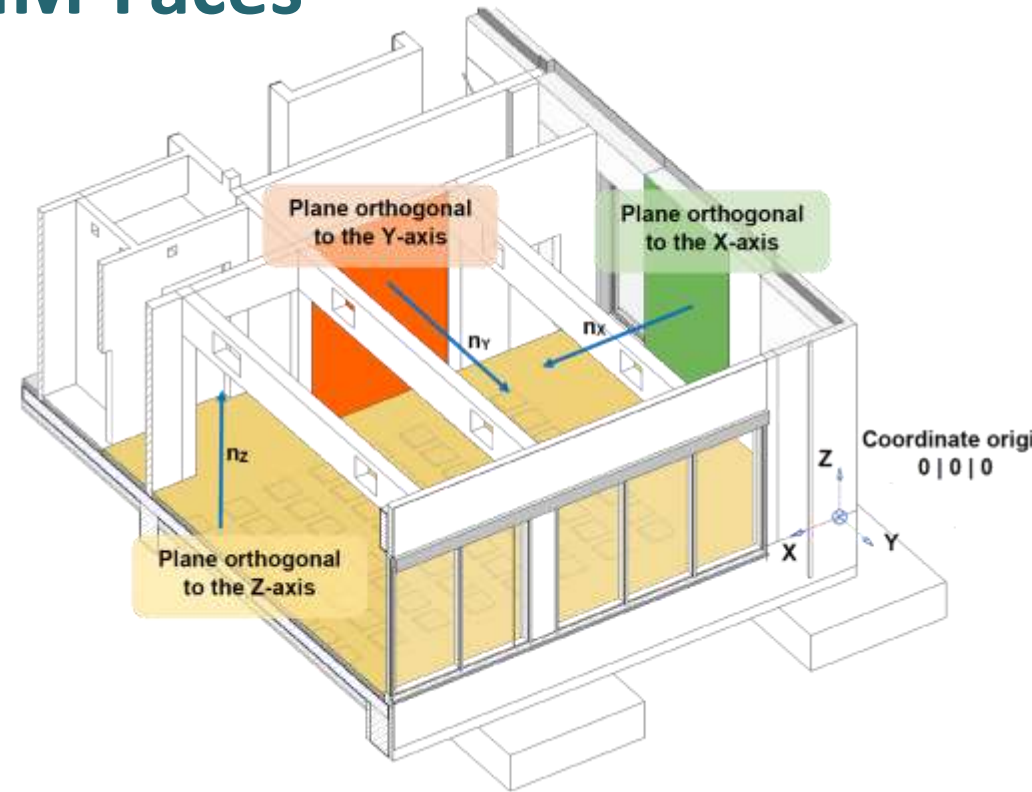 Faces
Plane orthogonal
to the Y-axis
Plane orthogonal
to the X-axis
nX
nY
nZ
Coordinate origi
0 | 0 | 0
Z
X
Y
Plane orthogonal
to the Z-axis